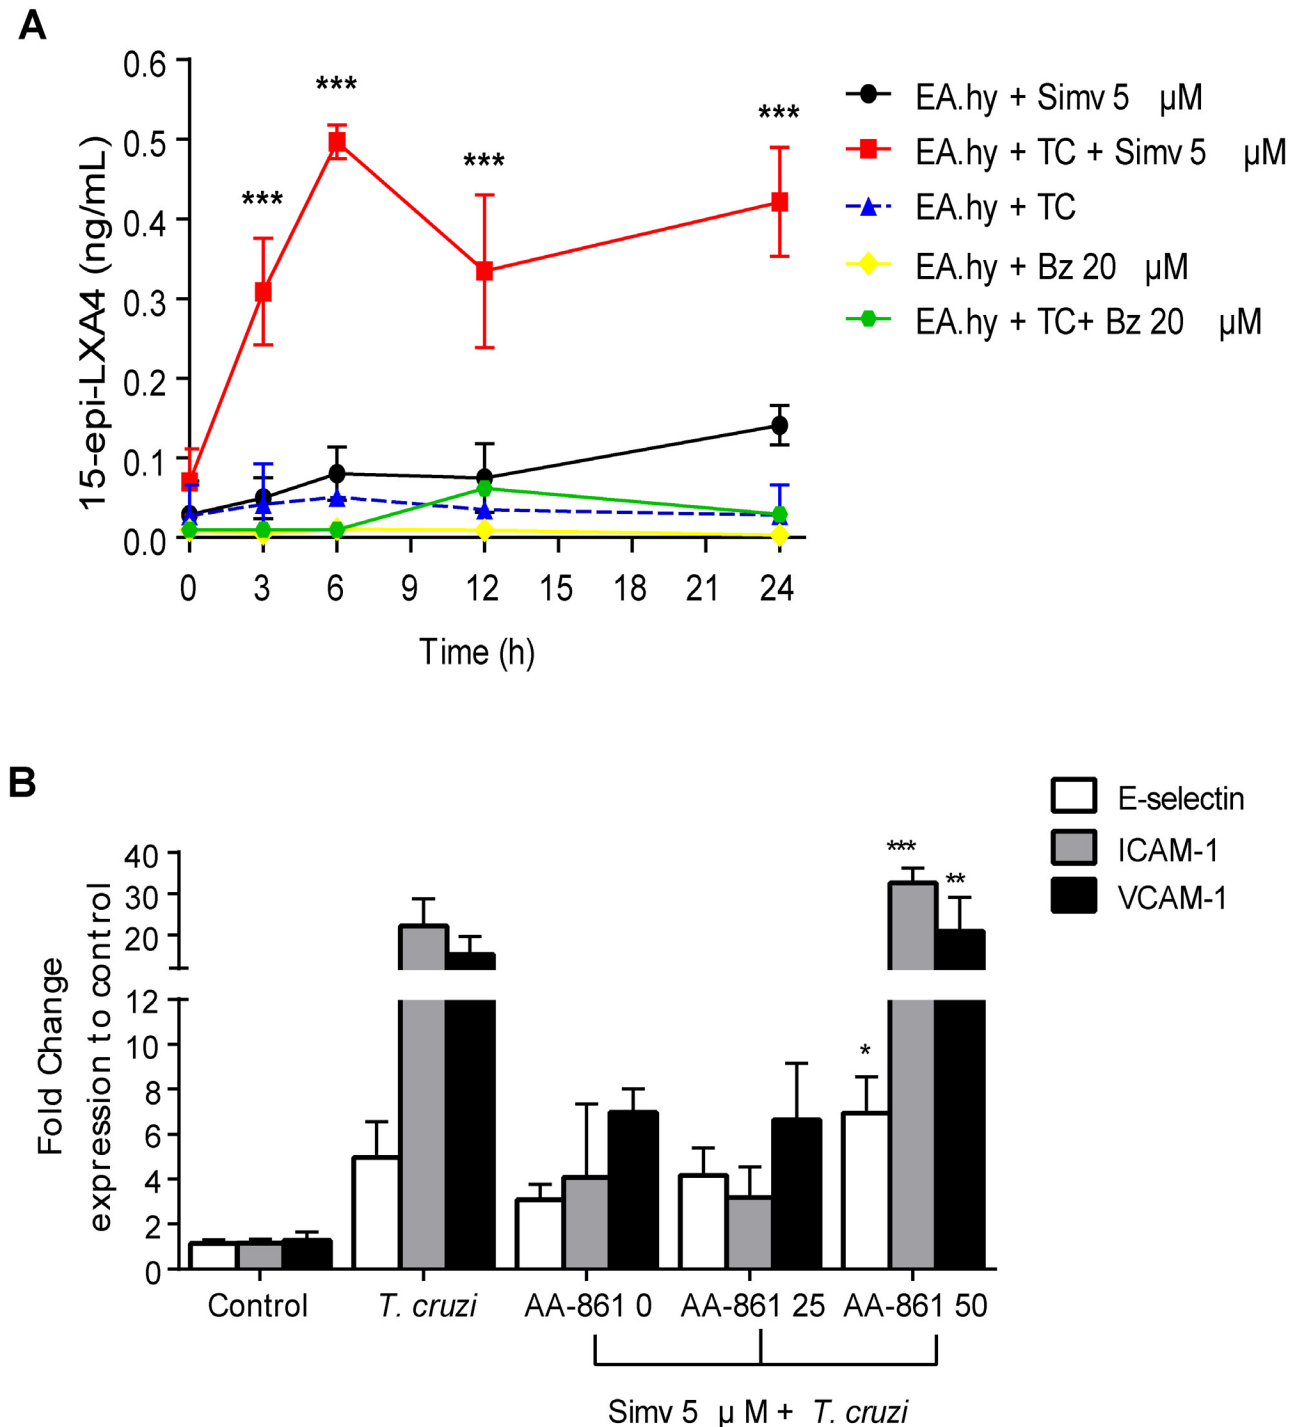 A
0.6
0.5
0.4
0.3
0.2
0.1
0.0
15-epi-LXA4 (ng/mL)
*** *** *** ***
0 3 6 9 12 15 18 21 24
Time (h)
EA.hy + Simv 5 µM
EA.hy + TC + Simv 5 µM
EA.hy + TC
EA.hy + Bz 20 µM
EA.hy + TC+ Bz 20 µM
B
E-selectin
ICAM-1
VCAM-1
Fold Change
expression to control
40
30
20
12
10
8
6
4
2
0
***
**
*
Control T. cruzi AA-861 0 AA-861 25 AA-861 50
Simv 5 µ M + T. cruzi